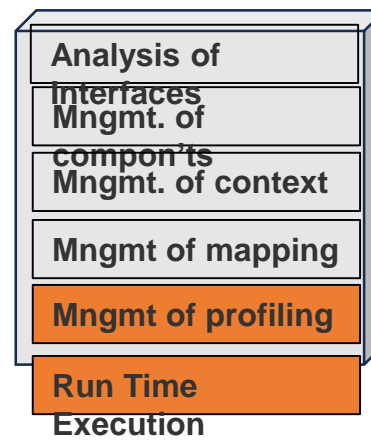 Analysis of
Interfaces
Mngmt. of
compon'ts
Mngmt. of context
Mngmt of mapping
Mngmt of profiling
Run Time
Execution